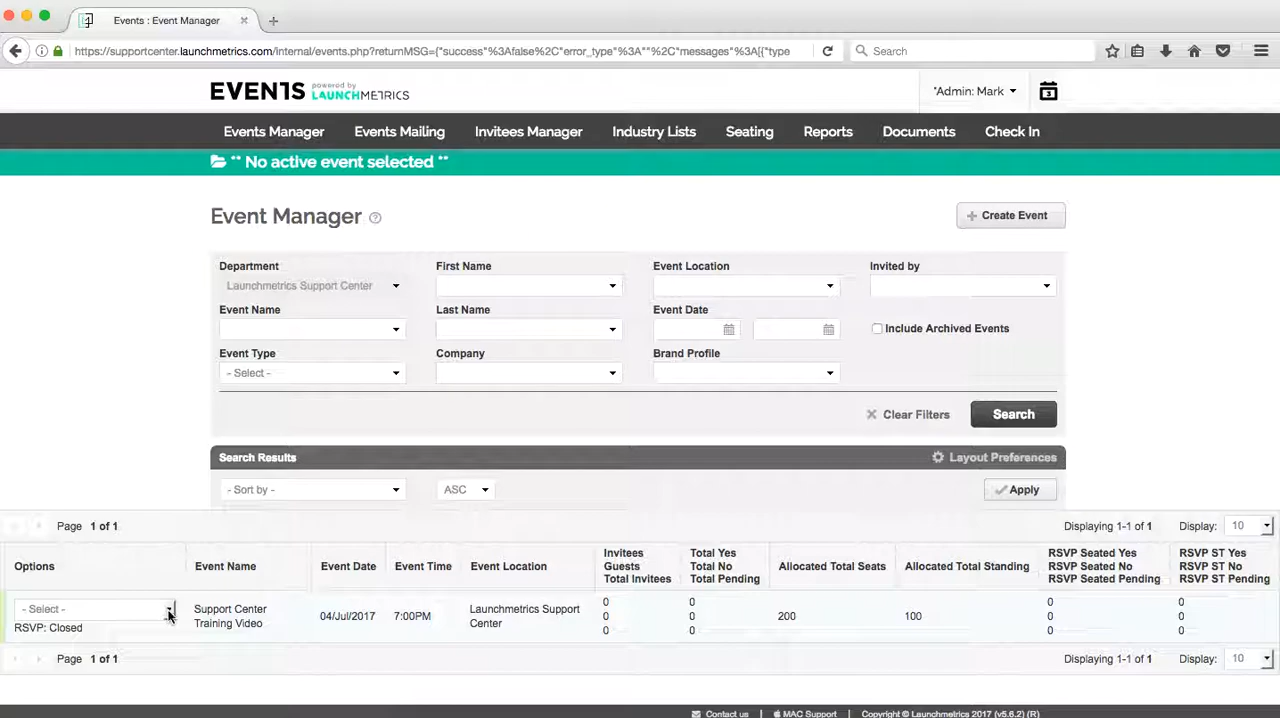 Events : Event Manager
https://supportcenter.launchmetrics.com/internal/events.php?returnMSG={"success"%3Afalse%2C"error_type"%3A""%2C"messages"%3A[{"type
Search
EVENTS powered by LAUNCHMETRICS
*Admin: Mark
Events Manager Events Mailing Invitees Manager Industry Lists Seating Reports Documents Check In
** No active event selected **
Event Manager
Create Event
Department First Name Event Location Invited by
Launchmetrics Support Center
Event Name Last Name Event Date
Include Archived Events
Event Type Company Brand Profile
- Select -
Clear Filters Search
Search Results Layout Preferences
- Sort by - ASC Apply
Page 1 of 1 Displaying 1-1 of 1 Display: 10
Options Event Name Event Date Event Time Event Location
Invitees
Guests
Total Invitees
Total Yes
Total No
Total Pending
Allocated Total Seats Allocated Total Standing
RSVP Seated Yes
RSVP Seated No
RSVP Seated Pending
RSVP ST Yes
RSVP ST No
RSVP ST Pending
- Select -
RSVP: Closed
Support Center
Training Video
04/Jul/2017 7:00PM
Launchmetrics Support
Center
0
0
0
0
0
0
200 100
0
0
0
0
0
0
Page 1 of 1 Displaying 1-1 of 1 Display: 10
Contact us | MAC Support | Copyright © Launchmetrics 2017 (v5.6.2) (R)